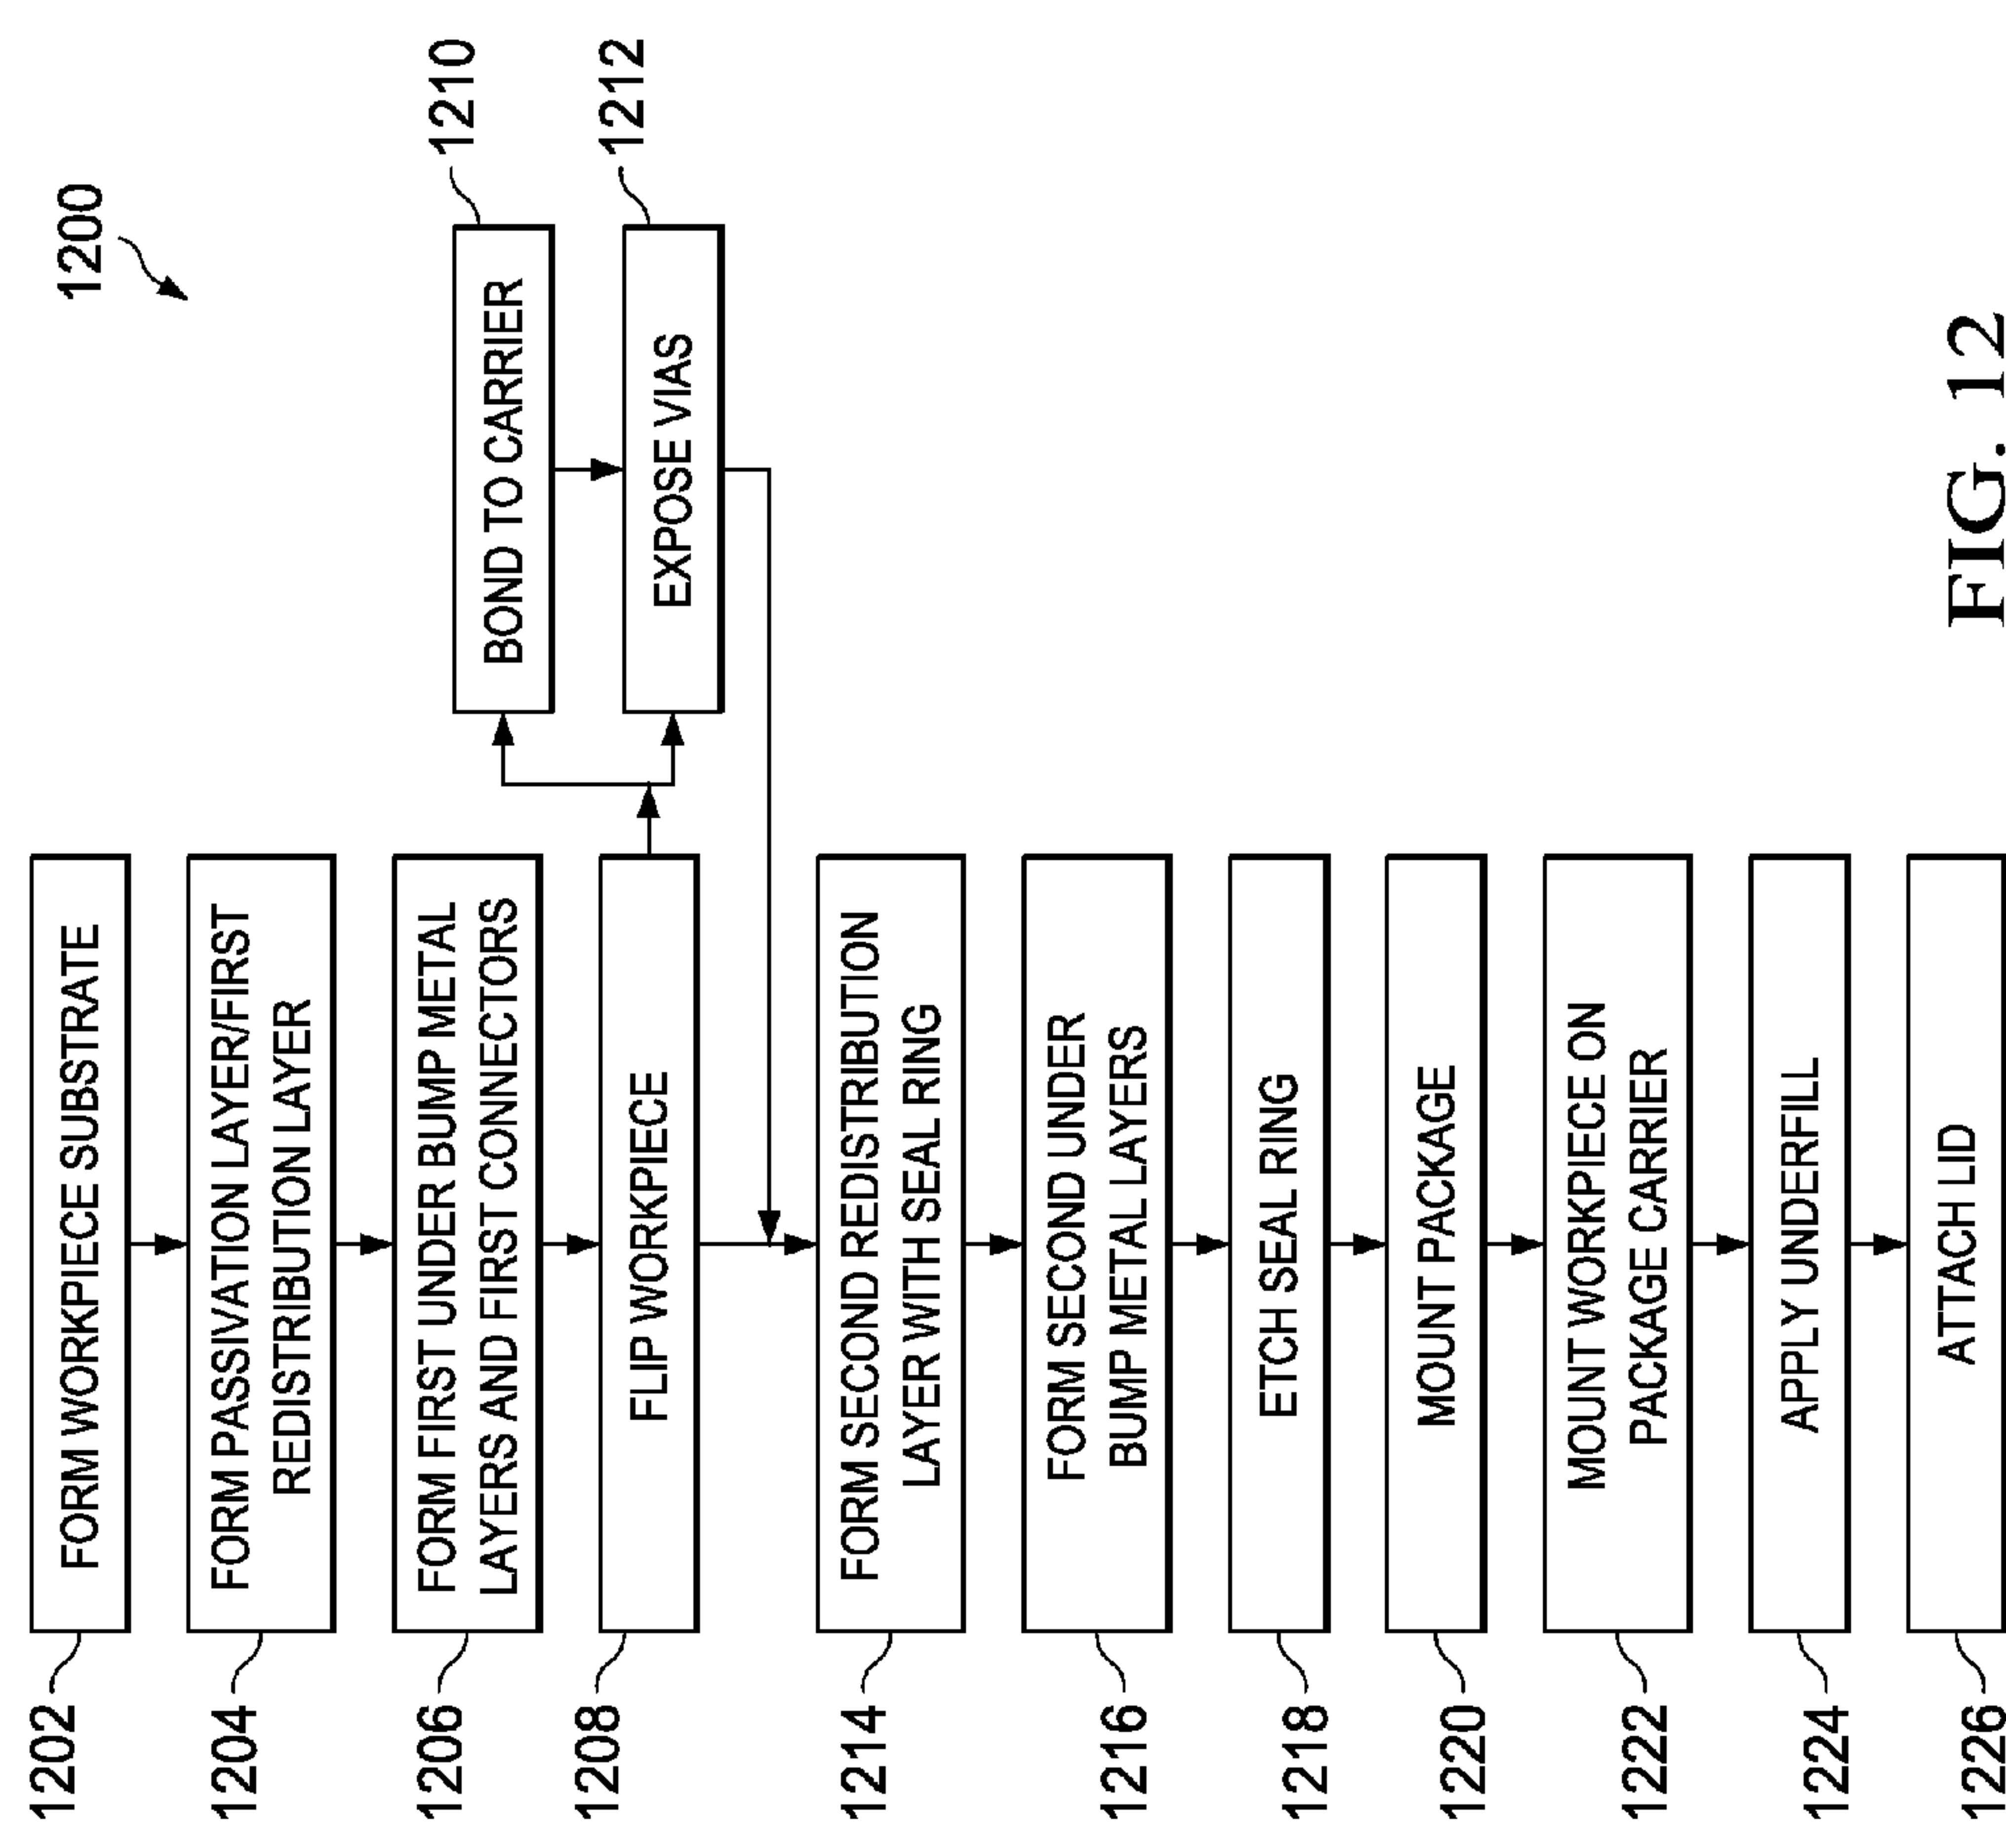 1200
1202
FORM WORKPIECE SUBSTRATE
1204
FORM PASSIVATION LAYER/FIRST
REDISTRIBUTION LAYER
1206
FORM FIRST UNDER BUMP METAL
LAYERS AND FIRST CONNECTORS
1208
FLIP WORKPIECE
1210
BOND TO CARRIER
1212
EXPOSE VIAS
1214
FORM SECOND REDISTRIBUTION
LAYER WITH SEAL RING
1216
FORM SECOND UNDER
BUMP METAL LAYERS
1218
ETCH SEAL RING
1220
MOUNT PACKAGE
1222
MOUNT WORKPIECE ON
PACKAGE CARRIER
1224
APPLY UNDERFILL
1226
ATTACH LID
FIG. 12